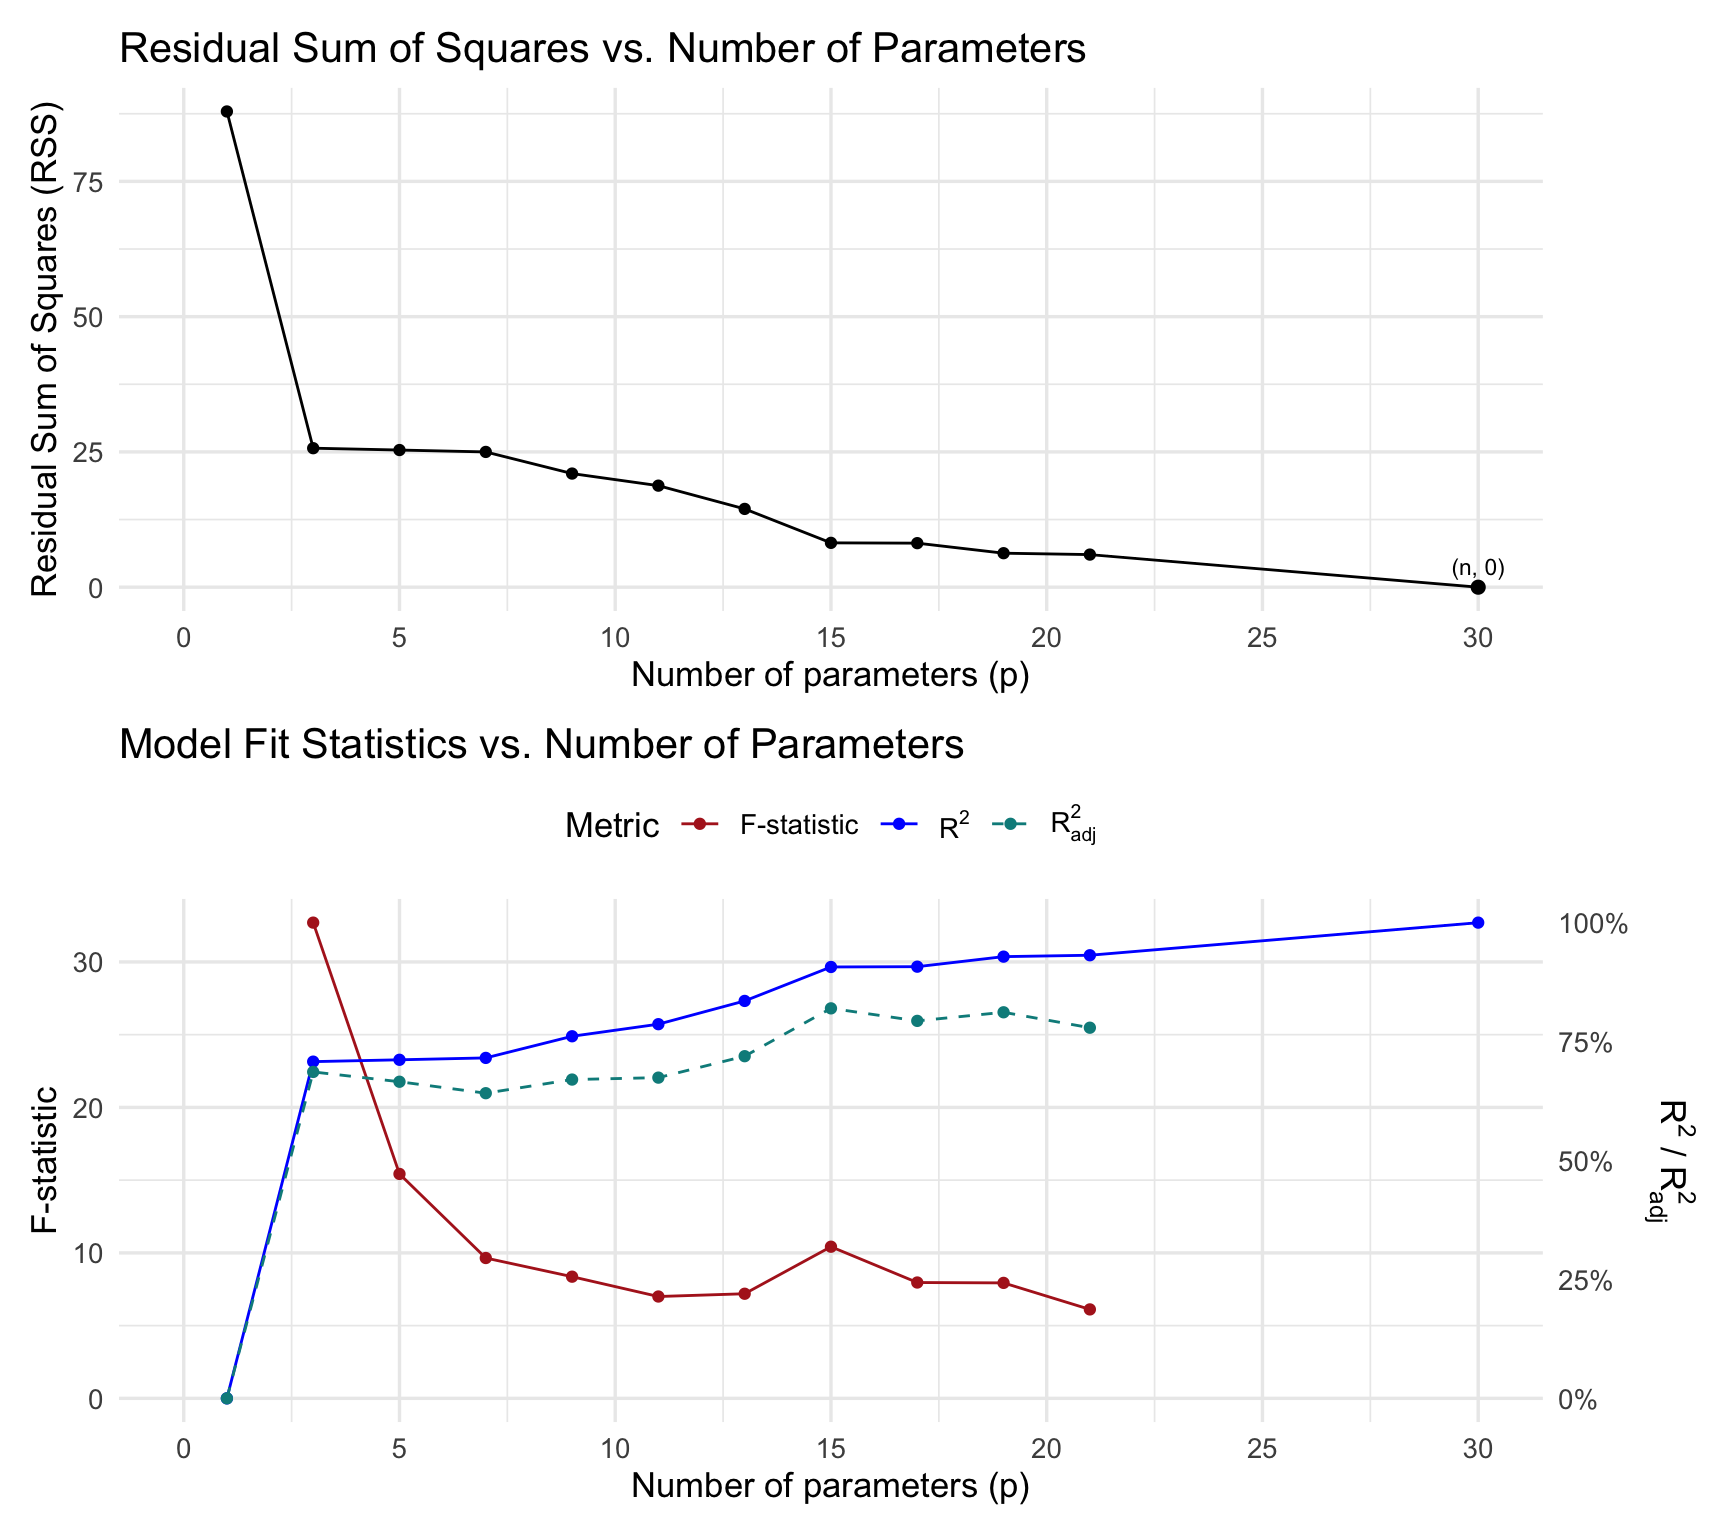 Residual Sum of Squares vs. Number of Parameters
Residual Sum of Squares (RSS)
75
50
25
0
(n, 0)
0 5 10 15 20 25 30
Number of parameters (p)
Model Fit Statistics vs. Number of Parameters
Metric F-statistic R² R²adj
F-statistic
30
20
10
0
100%
75%
50%
25%
0%
R² / R²adj
0 5 10 15 20 25 30
Number of parameters (p)